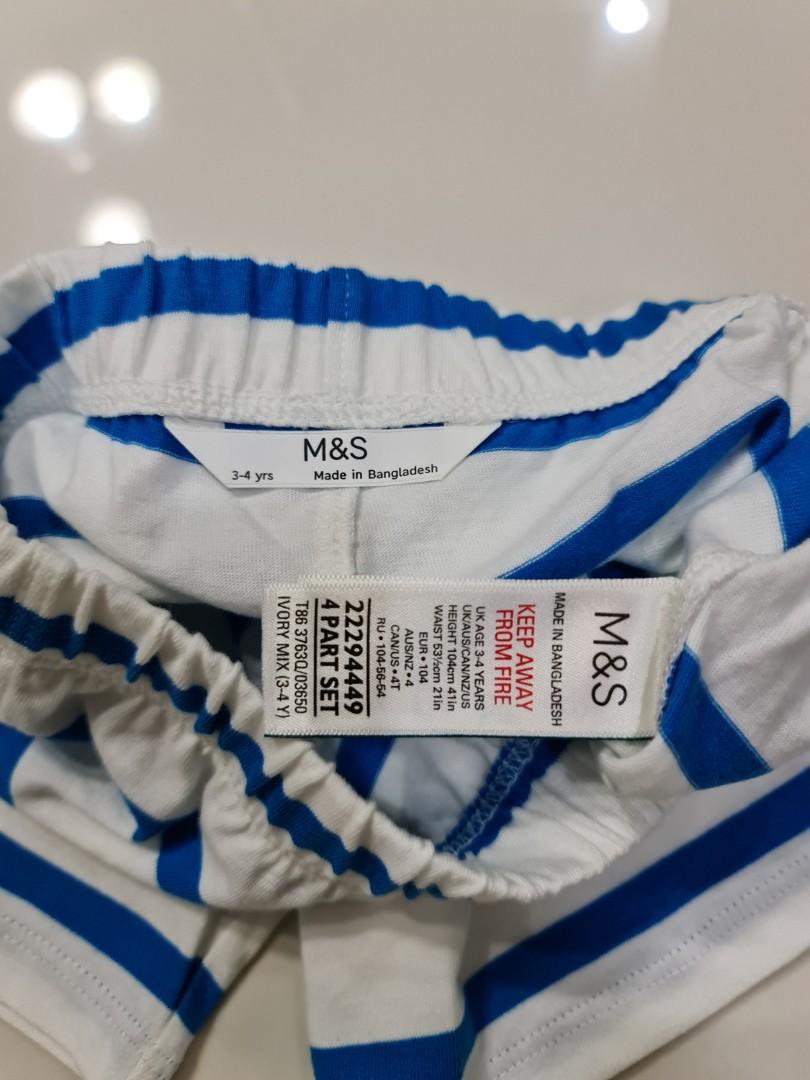 M&S
3-4 yrs Made in Bangladesh
M&S
MADE IN BANGLADESH
KEEP AWAY
FROM FIRE
UK AGE 3-4 YEARS
UK/AUS/CAN/NZ/US
HEIGHT 104cm 41in
WAIST 53½cm 21in
EUR • 104
AUS/NZ • 4
CAN/US • 4T
RU • 104-56-54
22294449
4 PART SET
T86 3763Q/03650
IVORY MIX (3-4 Y)